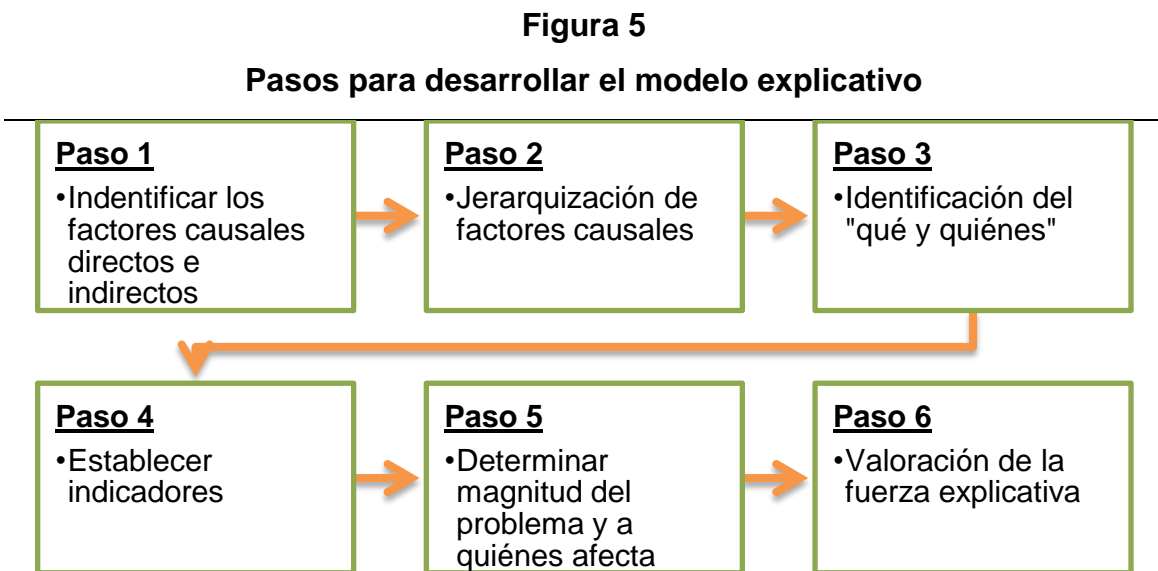 Figura 5
Pasos para desarrollar el modelo explicativo
Paso 1
•Indentificar los
factores causales
directos e
indirectos
Paso 2
•Jerarquización de
factores causales
Paso 3
•Identificación del
"qué y quiénes"
Paso 4
•Establecer
indicadores
Paso 5
•Determinar
magnitud del
problema y a
quiénes afecta
Paso 6
•Valoración de la
fuerza explicativa